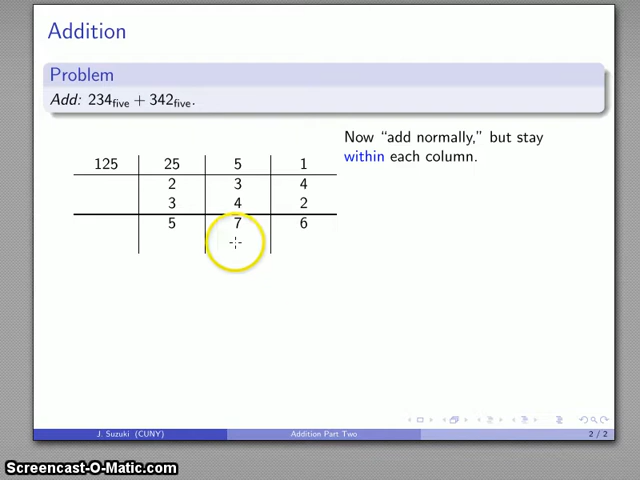 Addition
Problem
Add: 234five + 342five.
Now “add normally,” but stay
within each column.
125 25 5 1
2 3 4
3 4 2
5 7 6
J. Suzuki (CUNY) Addition Part Two 2 / 2
Screencast-O-Matic.com